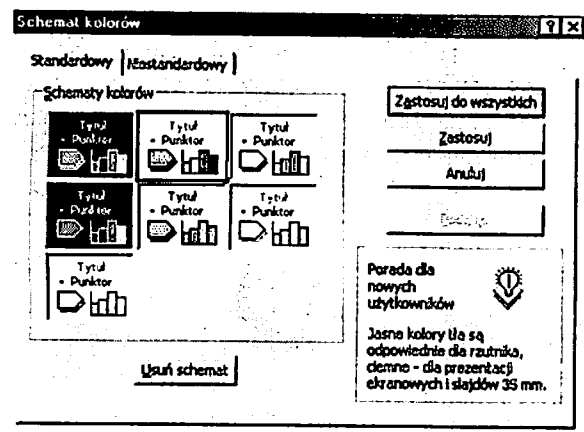 Schemat kolorów
Standardowy Niestandardowy
Schematy kolorów
Tytuł
• Punktor
Tytuł
• Punktor
Tytuł
• Punktor
Tytuł
• Punktor
Tytuł
• Punktor
Tytuł
• Punktor
Tytuł
• Punktor
Usuń schemat
Zastosuj do wszystkich
Zastosuj
Anuluj
Porada dla
nowych
użytkowników
Jasne kolory tła są
odpowiednie dla rzutnika,
ciemne - dla prezentacji
ekranowych i slajdów 35 mm.